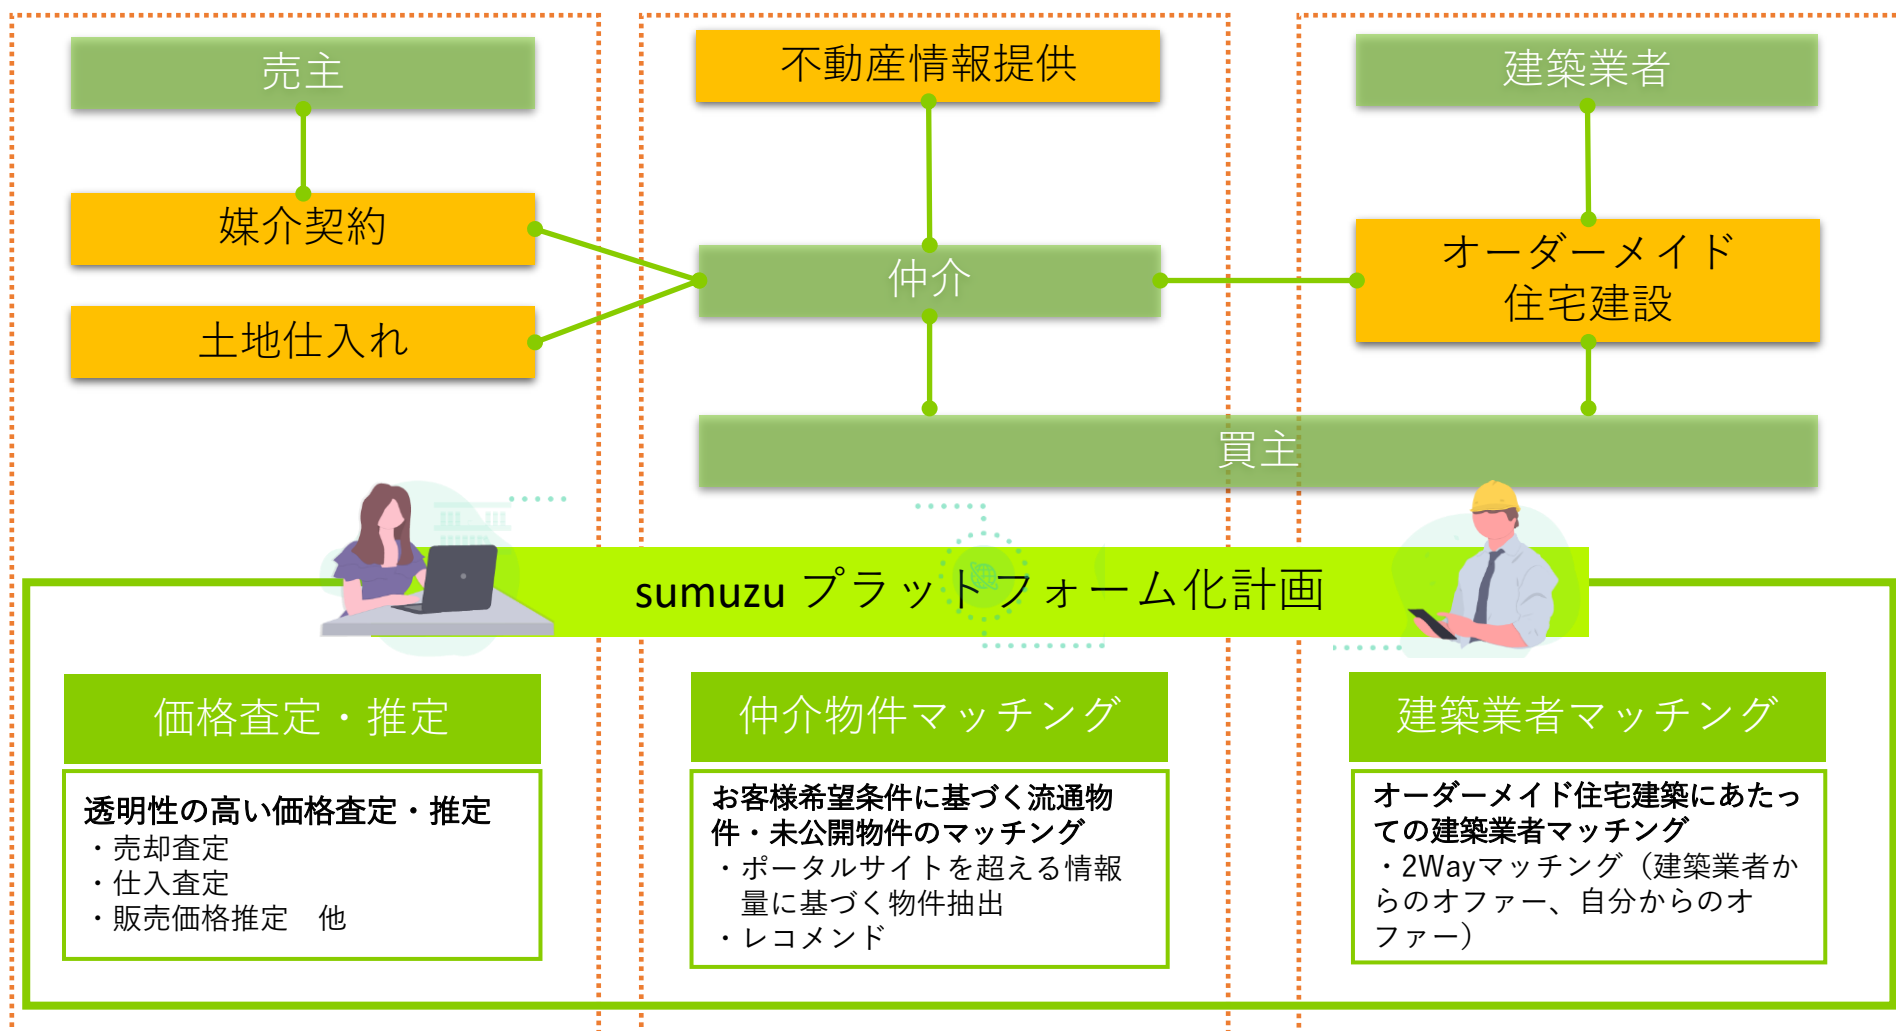 売主
不動産情報提供
建築業者
媒介契約
土地仕入れ
仲介
オーダーメイド
住宅建設
買主
sumuzu プラットフォーム化計画
価格査定・推定
透明性の高い価格査定・推定
・売却査定
・仕入査定
・販売価格推定　他
仲介物件マッチング
お客様希望条件に基づく流通物
件・未公開物件のマッチング
・ポータルサイトを超える情報
量に基づく物件抽出
・レコメンド
建築業者マッチング
オーダーメイド住宅建築にあたっ
ての建築業者マッチング
・2Wayマッチング（建築業者か
らのオファー、自分からのオ
ファー）